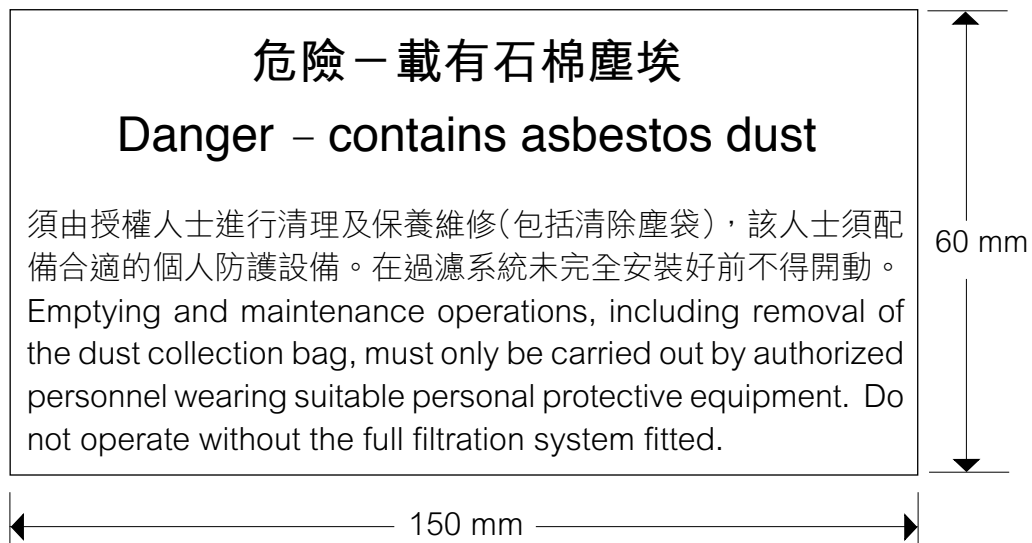 危險－載有石棉塵埃
Danger – contains asbestos dust
須由授權人士進行清理及保養維修(包括清除塵袋)，該人士須配
備合適的個人防護設備。在過濾系統未完全安裝好前不得開動。
Emptying and maintenance operations, including removal of
the dust collection bag, must only be carried out by authorized
personnel wearing suitable personal protective equipment. Do
not operate without the full filtration system fitted.
60 mm
150 mm